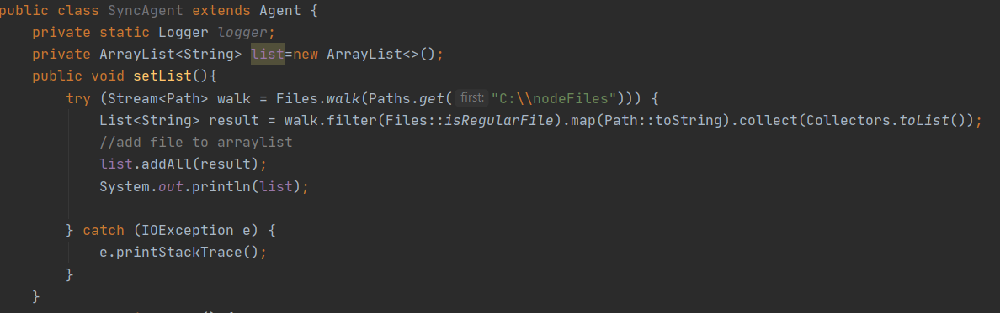 public class SyncAgent extends Agent {
private static Logger logger;
private ArrayList<String> list=new ArrayList<>();
public void setList(){
try (Stream<Path> walk = Files.walk(Paths.get( first: "C:\\nodeFiles"))) {
List<String> result = walk.filter(Files::isRegularFile).map(Path::toString).collect(Collectors.toList());
//add file to arraylist
list.addAll(result);
System.out.println(list);
} catch (IOException e) {
e.printStackTrace();
}
}